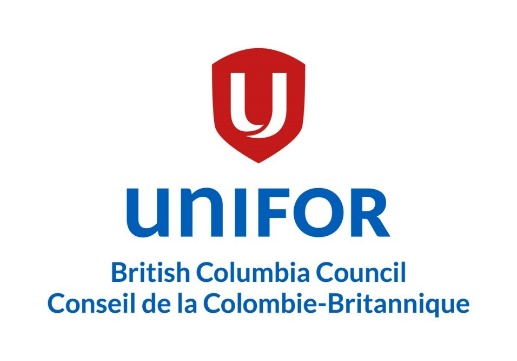 U
UNIFOR
British Columbia Council
Conseil de la Colombie-Britannique